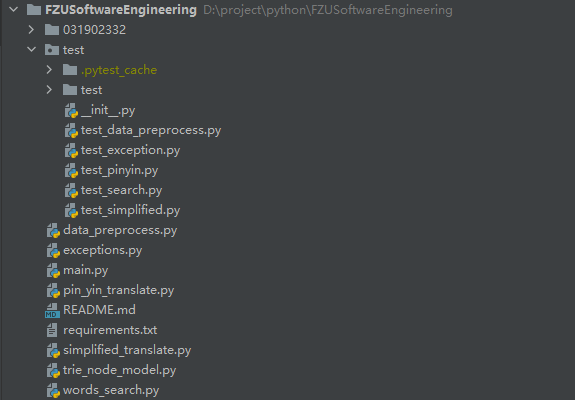 FZUSoftwareEngineering D:\project\python\FZUSoftwareEngineering
031902332
test
.pytest_cache
test
__init__.py
test_data_preprocess.py
test_exception.py
test_pinyin.py
test_search.py
test_simplified.py
data_preprocess.py
exceptions.py
main.py
pin_yin_translate.py
MD README.md
requirements.txt
simplified_translate.py
trie_node_model.py
words_search.py